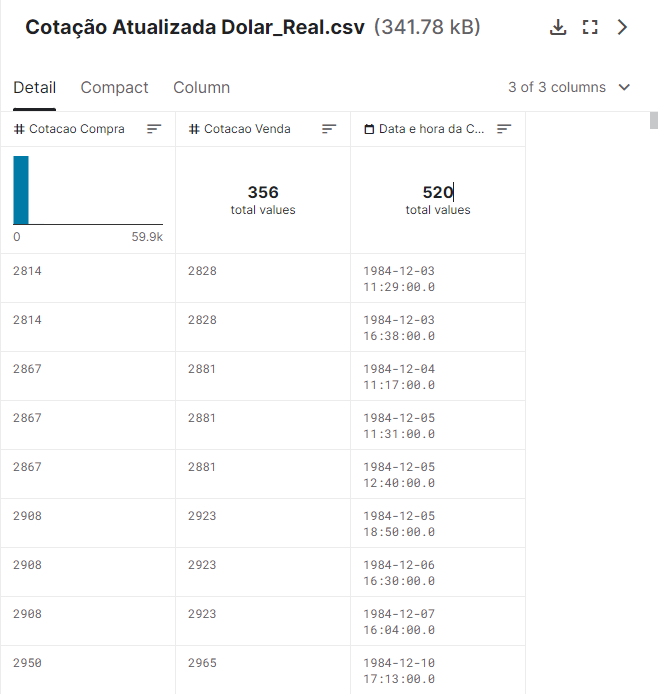 Cotação Atualizada Dolar_Real.csv (341.78 kB)
Detail Compact Column 3 of 3 columns
Cotacao Compra Cotacao Venda Data e hora da C...
356 520
total values total values
0 59.9k
2814 2828 1984-12-03
11:29:00.0
2814 2828 1984-12-03
16:38:00.0
2867 2881 1984-12-04
11:17:00.0
2867 2881 1984-12-05
11:31:00.0
2867 2881 1984-12-05
12:40:00.0
2908 2923 1984-12-05
18:50:00.0
2908 2923 1984-12-06
16:30:00.0
2908 2923 1984-12-07
16:04:00.0
2950 2965 1984-12-10
17:13:00.0